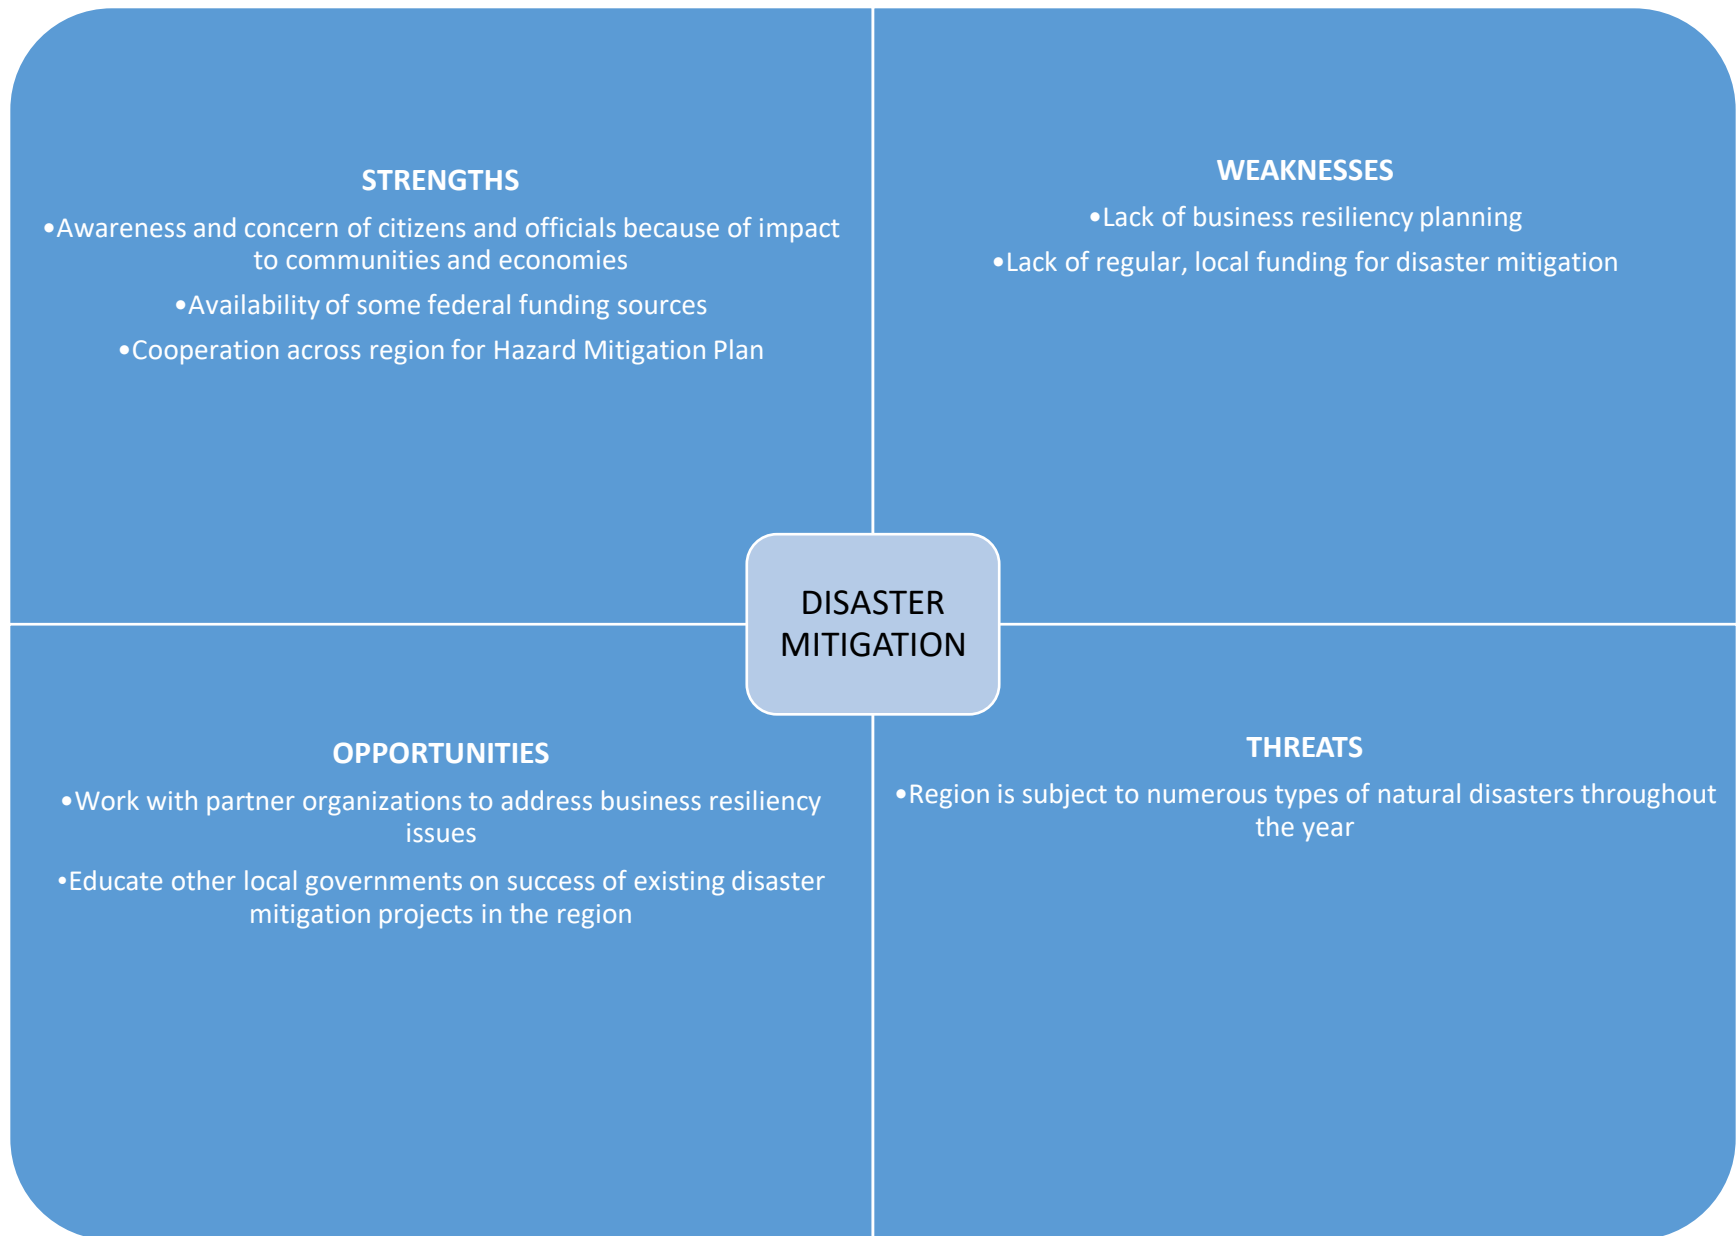 STRENGTHS
•Awareness and concern of citizens and officials because of impact
to communities and economies
•Availability of some federal funding sources
•Cooperation across region for Hazard Mitigation Plan
WEAKNESSES
•Lack of business resiliency planning
•Lack of regular, local funding for disaster mitigation
DISASTER
MITIGATION
OPPORTUNITIES
•Work with partner organizations to address business resiliency
issues
•Educate other local governments on success of existing disaster
mitigation projects in the region
THREATS
•Region is subject to numerous types of natural disasters throughout
the year